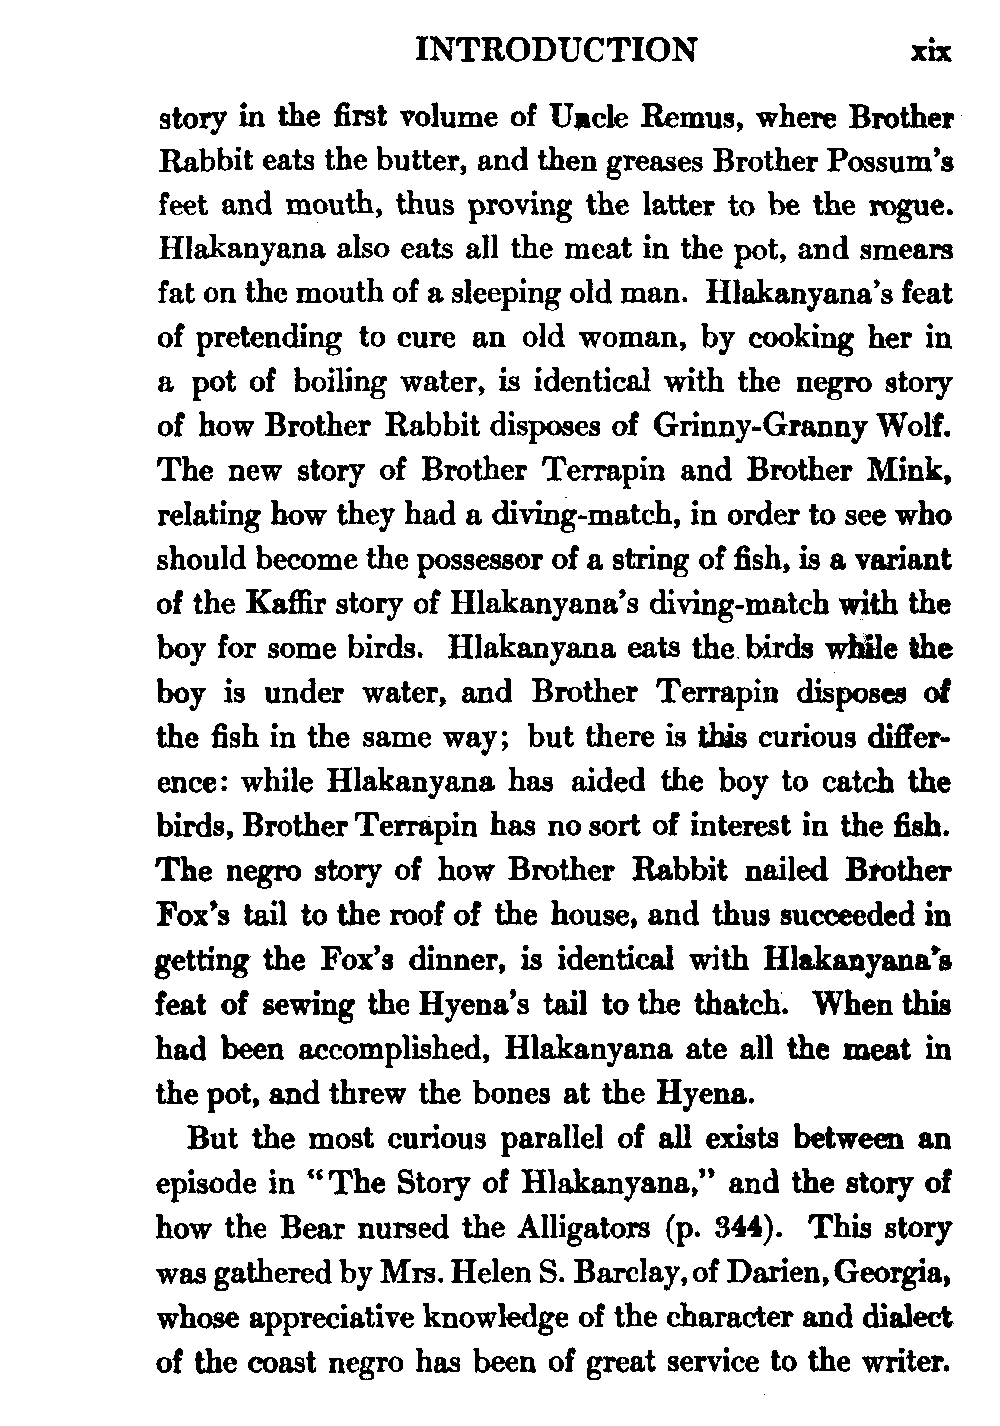 INTRODUCTION xix
story in the first volume of Uncle Remus, where Brother
Rabbit eats the butter, and then greases Brother Possum's
feet and mouth, thus proving the latter to be the rogue.
Hlakanyana also eats all the meat in the pot, and smears
fat on the mouth of a sleeping old man. Hlakanyana's feat
of pretending to cure an old woman, by cooking her in
a pot of boiling water, is identical with the negro story
of how Brother Rabbit disposes of Grinny-Granny Wolf.
The new story of Brother Terrapin and Brother Mink,
relating how they had a diving-match, in order to see who
should become the possessor of a string of fish, is a variant
of the Kaffir story of Hlakanyana's diving-match with the
boy for some birds. Hlakanyana eats the birds while the
boy is under water, and Brother Terrapin disposes of
the fish in the same way; but there is this curious differ-
ence: while Hlakanyana has aided the boy to catch the
birds, Brother Terrapin has no sort of interest in the fish.
The negro story of how Brother Rabbit nailed Brother
Fox's tail to the roof of the house, and thus succeeded in
getting the Fox's dinner, is identical with Hlakanyana's
feat of sewing the Hyena's tail to the thatch. When this
had been accomplished, Hlakanyana ate all the meat in
the pot, and threw the bones at the Hyena.
But the most curious parallel of all exists between an
episode in "The Story of Hlakanyana," and the story of
how the Bear nursed the Alligators (p. 344). This story
was gathered by Mrs. Helen S. Barclay, of Darien, Georgia,
whose appreciative knowledge of the character and dialect
of the coast negro has been of great service to the writer.